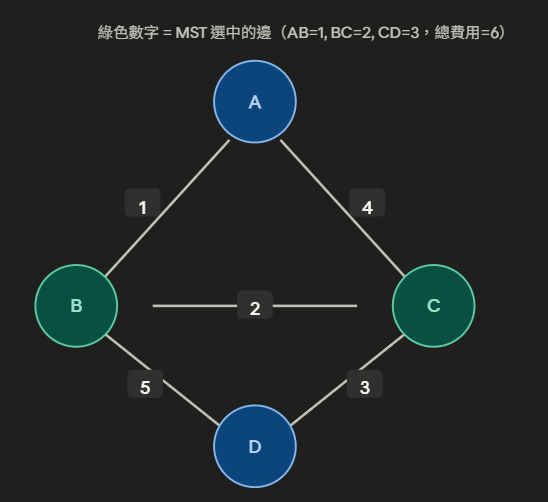 綠色數字 = MST 選中的邊（AB=1, BC=2, CD=3，總費用=6）
A
1
4
B
2
C
5
3
D